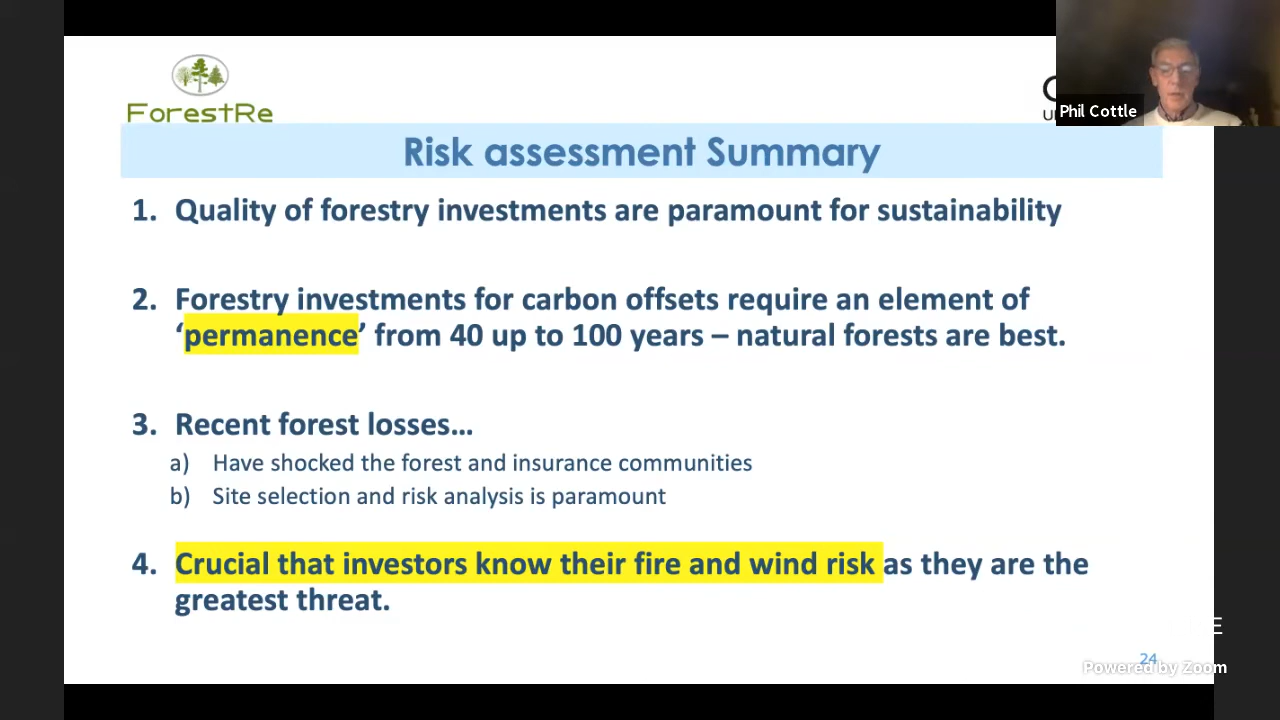 ForestRe
Phil Cottle
Risk assessment Summary
1. Quality of forestry investments are paramount for sustainability
2. Forestry investments for carbon offsets require an element of
‘permanence’ from 40 up to 100 years – natural forests are best.
3. Recent forest losses…
a) Have shocked the forest and insurance communities
b) Site selection and risk analysis is paramount
4. Crucial that investors know their fire and wind risk as they are the
greatest threat.
24
Powered by Zoom